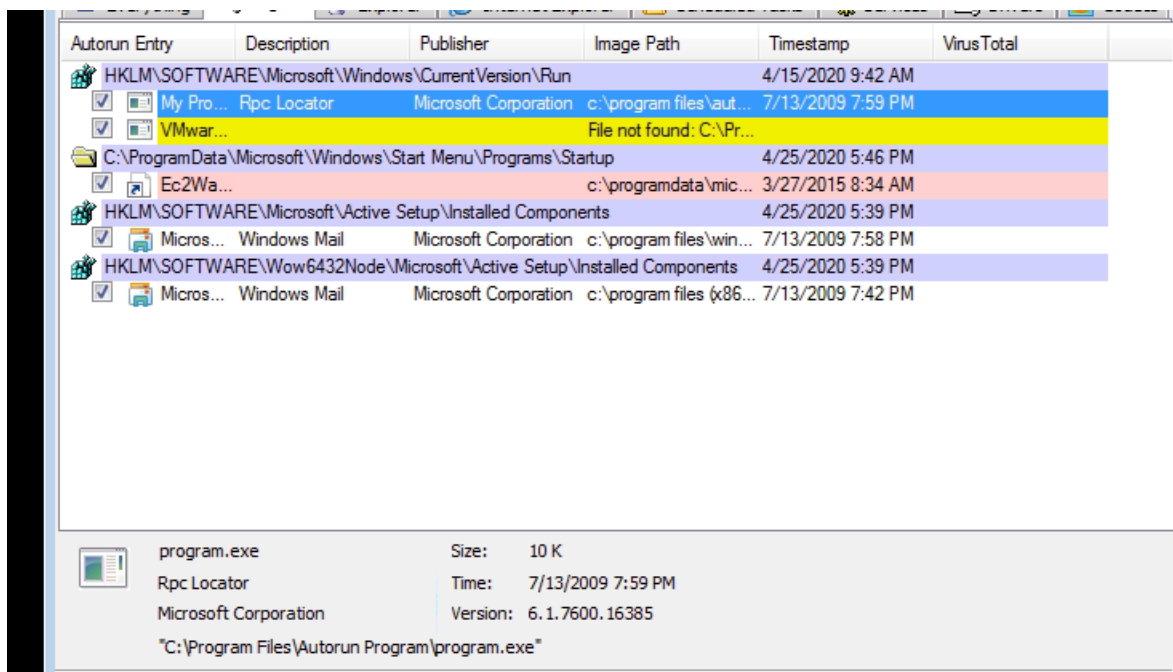 Autorun Entry Description Publisher Image Path Timestamp VirusTotal
HKLM\SOFTWARE\Microsoft\Windows\CurrentVersion\Run 4/15/2020 9:42 AM
My Pro... Rpc Locator Microsoft Corporation c:\program files\aut... 7/13/2009 7:59 PM
VMwar... File not found: C:\Pr...
C:\ProgramData\Microsoft\Windows\Start Menu\Programs\Startup 4/25/2020 5:46 PM
Ec2Wa... c:\programdata\mic... 3/27/2015 8:34 AM
HKLM\SOFTWARE\Microsoft\Active Setup\Installed Components 4/25/2020 5:39 PM
Micros... Windows Mail Microsoft Corporation c:\program files\win... 7/13/2009 7:58 PM
HKLM\SOFTWARE\Wow6432Node\Microsoft\Active Setup\Installed Components 4/25/2020 5:39 PM
Micros... Windows Mail Microsoft Corporation c:\program files (x86... 7/13/2009 7:42 PM
program.exe Size: 10 K
Rpc Locator Time: 7/13/2009 7:59 PM
Microsoft Corporation Version: 6.1.7600.16385
"C:\Program Files\Autorun Program\program.exe"